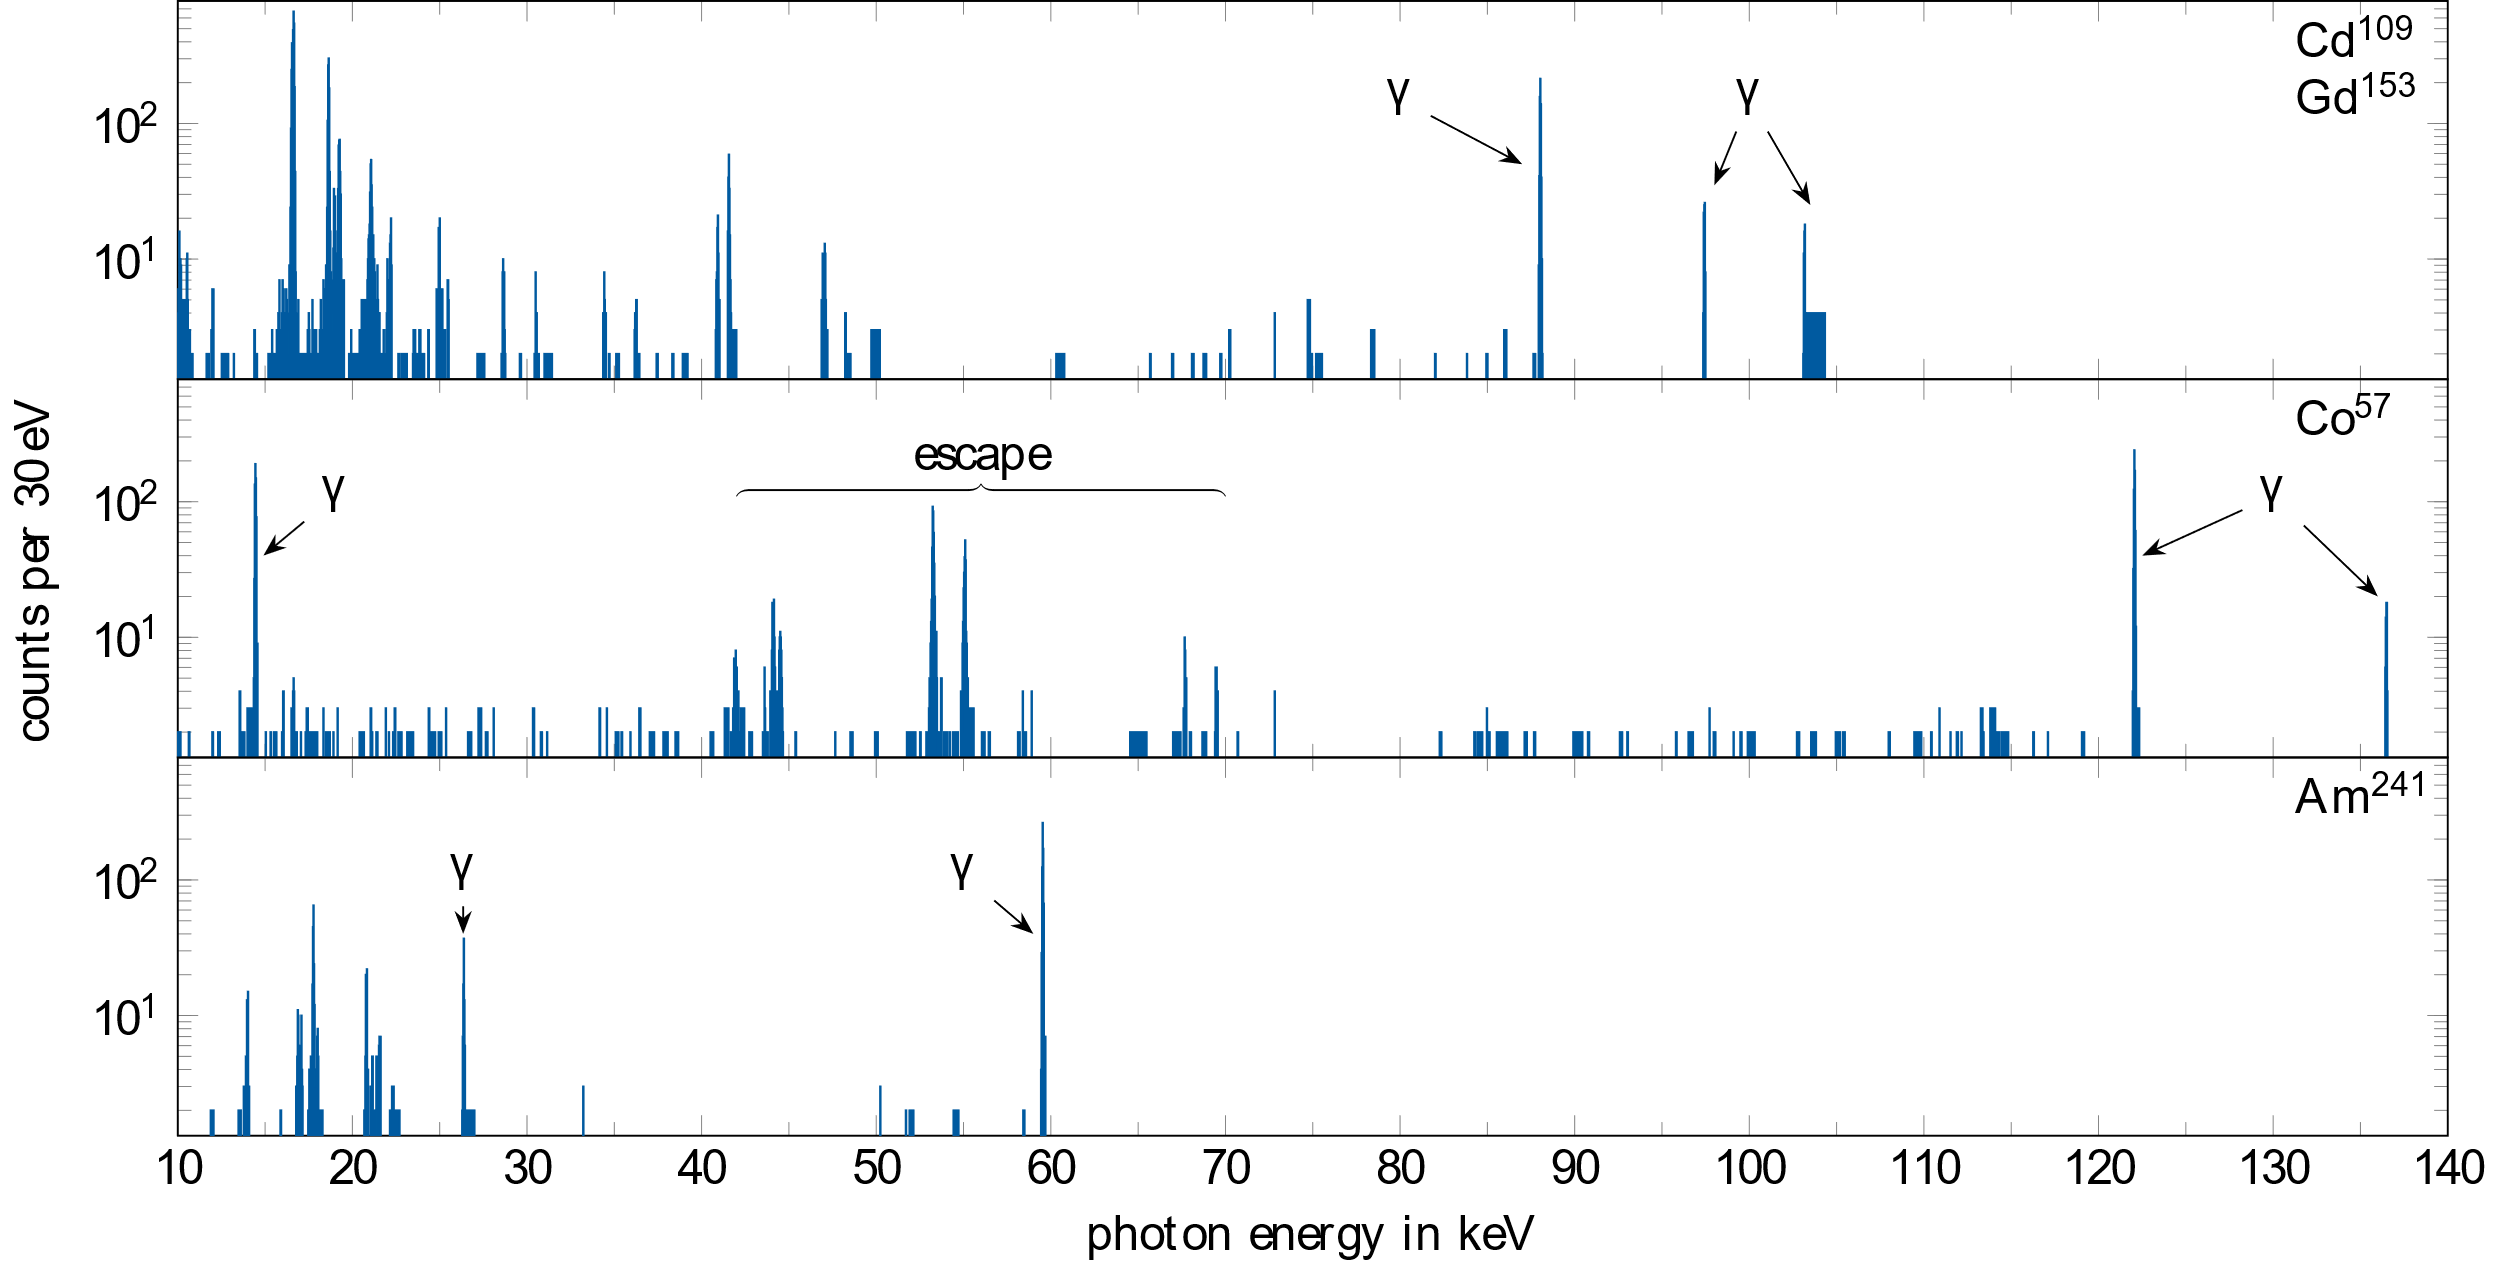 Cd¹⁰⁹
γ γ
Gd¹⁵³
10²
10¹
Co⁵⁷
escape
γ γ
10²
10¹
counts per 30 eV
Am²⁴¹
γ γ
10²
10¹
10 20 30 40 50 60 70 80 90 100 110 120 130 140
photon energy in keV